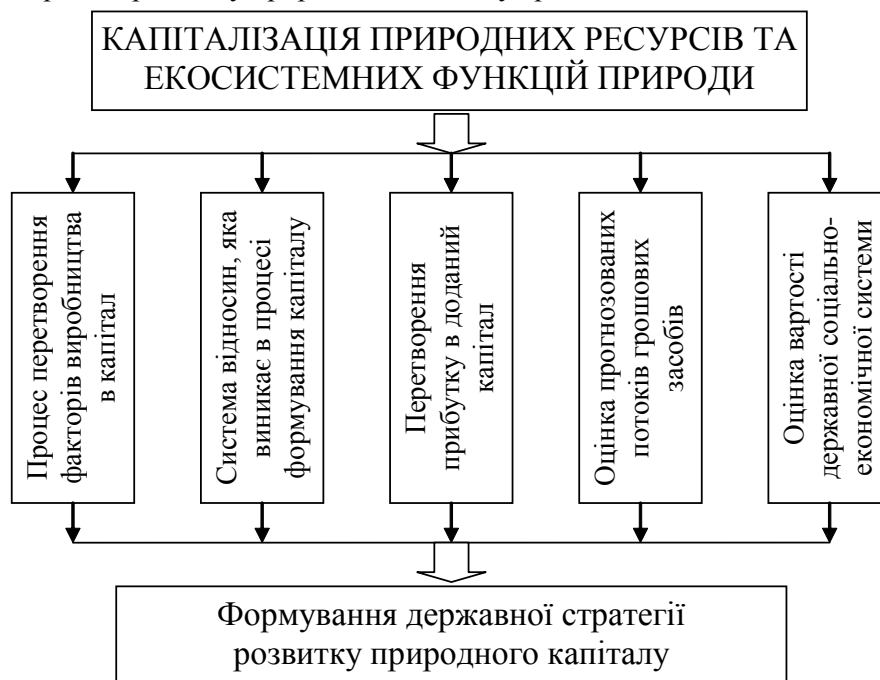 КАПІТАЛІЗАЦІЯ ПРИРОДНИХ РЕСУРСІВ ТА
ЕКОСИСТЕМНИХ ФУНКЦІЙ ПРИРОДИ
Процес перетворення
факторів виробництва
в капітал
Система відносин, яка
виникає в процесі
формування капіталу
Перетворення
прибутку в доданий
капітал
Оцінка прогнозованих
потоків грошових
засобів
Оцінка вартості
державної соціально-
економічної системи
Формування державної стратегії
розвитку природного капіталу